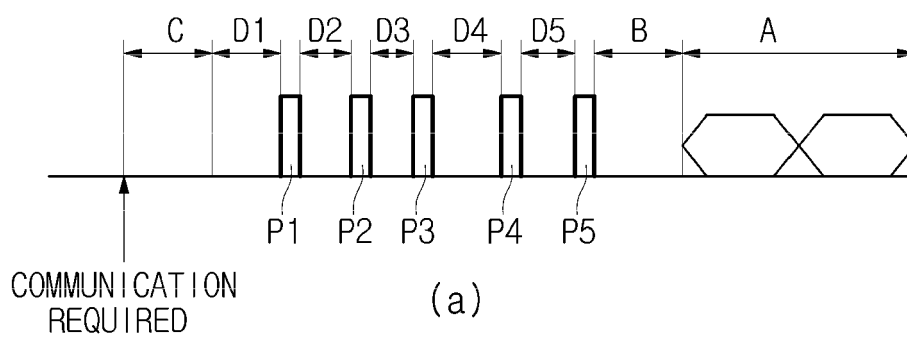 C D1 D2 D3 D4 D5 B A
P1 P2 P3 P4 P5
COMMUNICATION
REQUIRED
(a)